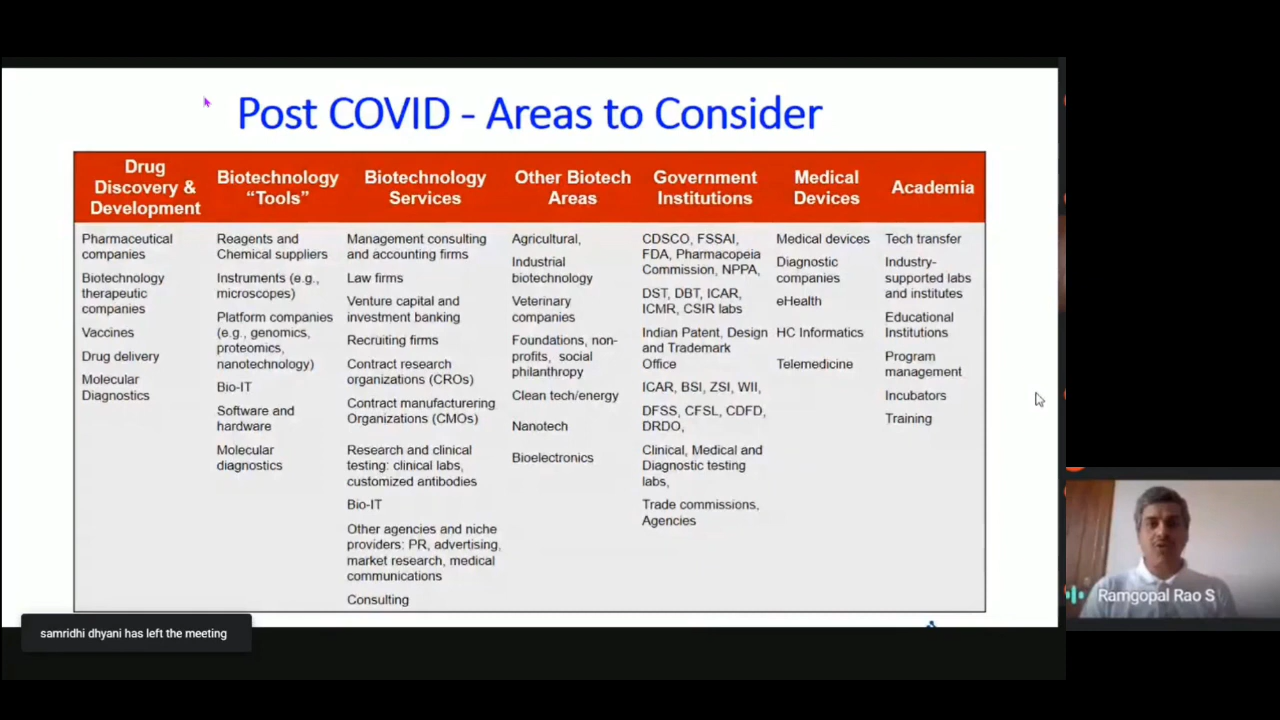 Post COVID - Areas to Consider
Drug
Discovery &
Development
Pharmaceutical
companies
Biotechnology
therapeutic
companies
Vaccines
Drug delivery
Molecular
Diagnostics
Biotechnology
“Tools”
Reagents and
Chemical suppliers
Instruments (e.g.,
microscopes)
Platform companies
(e.g., genomics,
proteomics,
nanotechnology)
Bio-IT
Software and
hardware
Molecular
diagnostics
Biotechnology
Services
Management consulting
and accounting firms
Law firms
Venture capital and
investment banking
Recruiting firms
Contract research
organizations (CROs)
Contract manufacturering
Organizations (CMOs)
Research and clinical
testing: clinical labs,
customized antibodies
Bio-IT
Other agencies and niche
providers: PR, advertising,
market research, medical
communications
Consulting
Other Biotech
Areas
Agricultural,
Industrial
biotechnology
Veterinary
companies
Foundations, non-
profits, social
philanthropy
Clean tech/energy
Nanotech
Bioelectronics
Government
Institutions
CDSCO, FSSAI,
FDA, Pharmacopeia
Commission, NPPA,
DST, DBT, ICAR,
ICMR, CSIR labs
Indian Patent, Design
and Trademark
Office
ICAR, BSI, ZSI, WII,
DFSS, CFSL, CDFD,
DRDO,
Clinical, Medical and
Diagnostic testing
labs,
Trade commissions,
Agencies
Medical
Devices
Medical devices
Diagnostic
companies
eHealth
HC Informatics
Telemedicine
Academia
Tech transfer
Industry-
supported labs
and institutes
Educational
Institutions
Program
management
Incubators
Training
Ramgopal Rao S
samridhi dhyani has left the meeting